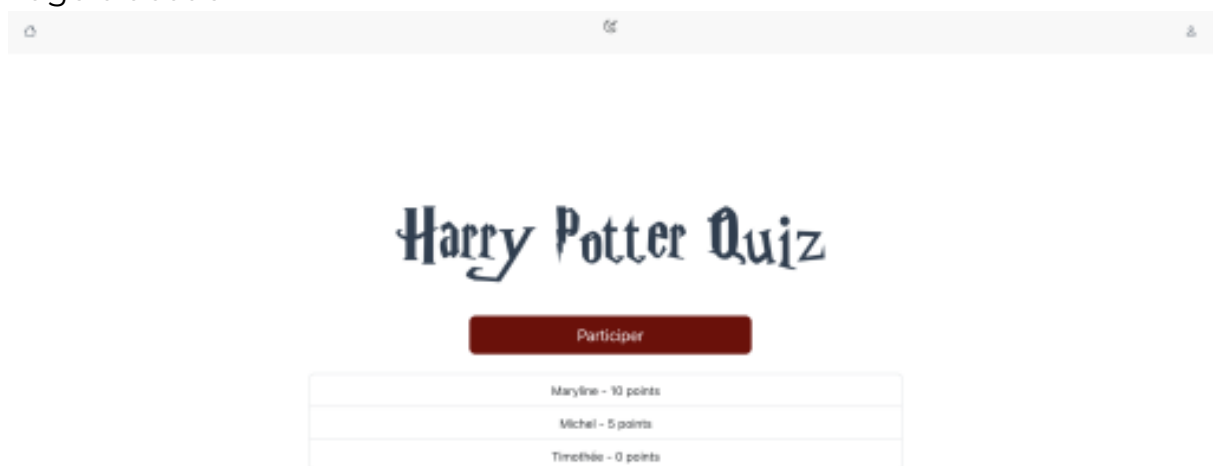 Harry Potter Quiz
Participer
Maryline - 10 points
Michel - 5 points
Timothée - 0 points